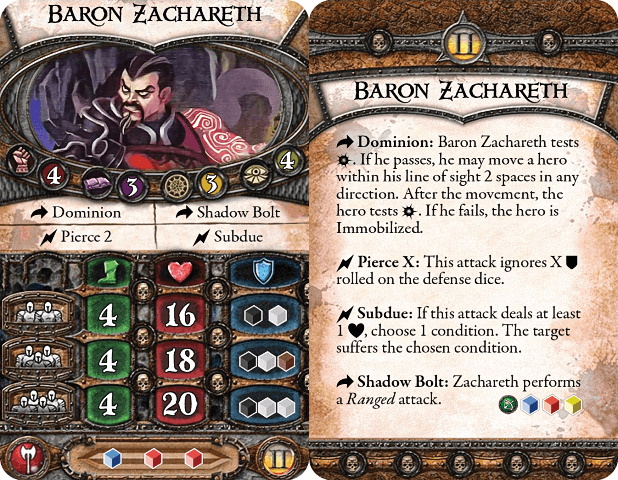 BARON ZACHARETH
4 3 3 4
Dominion Shadow Bolt
Pierce 2 Subdue
4 16
4 18
4 20
II
II
BARON ZACHARETH
Dominion: Baron Zachareth tests
. If he passes, he may move a hero
within his line of sight 2 spaces in any
direction. After the movement, the
hero tests . If he fails, the hero is
Immobilized.
Pierce X: This attack ignores X
rolled on the defense dice.
Subdue: If this attack deals at least
1 , choose 1 condition. The target
suffers the chosen condition.
Shadow Bolt: Zachareth performs
a Ranged attack.